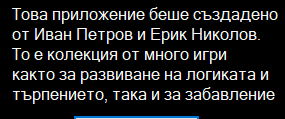 Това приложение беше създадено
от Иван Петров и Ерик Николов.
То е колекция от много игри
както за развиване на логиката и
търпението, така и за забавление